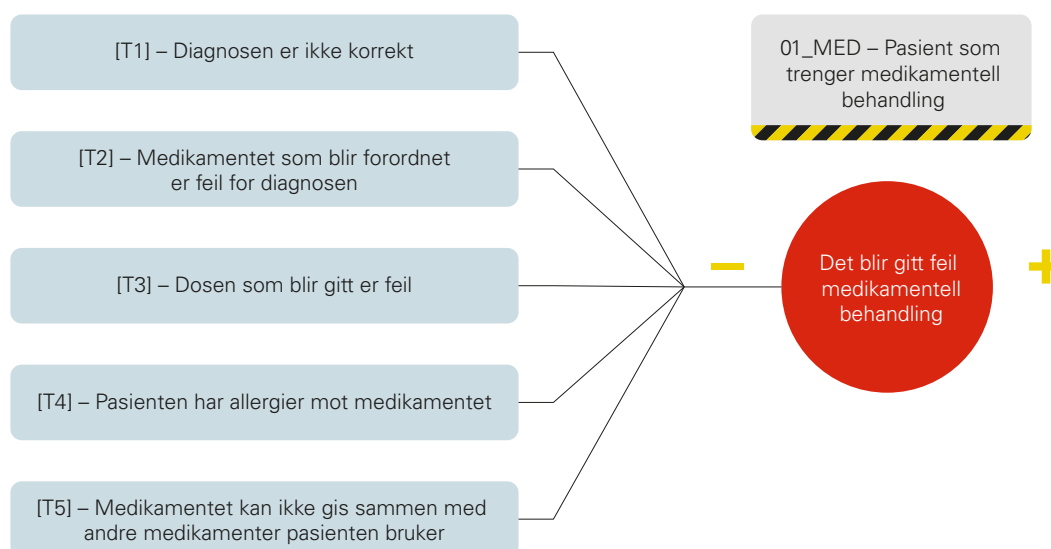 [T1] – Diagnosen er ikke korrekt
01_MED – Pasient som
trenger medikamentell
behandling
[T2] – Medikamentet som blir forordnet
er feil for diagnosen
[T3] – Dosen som blir gitt er feil
–
Det blir gitt feil
medikamentell
behandling
+
[T4] – Pasienten har allergier mot medikamentet
[T5] – Medikamentet kan ikke gis sammen med
andre medikamenter pasienten bruker